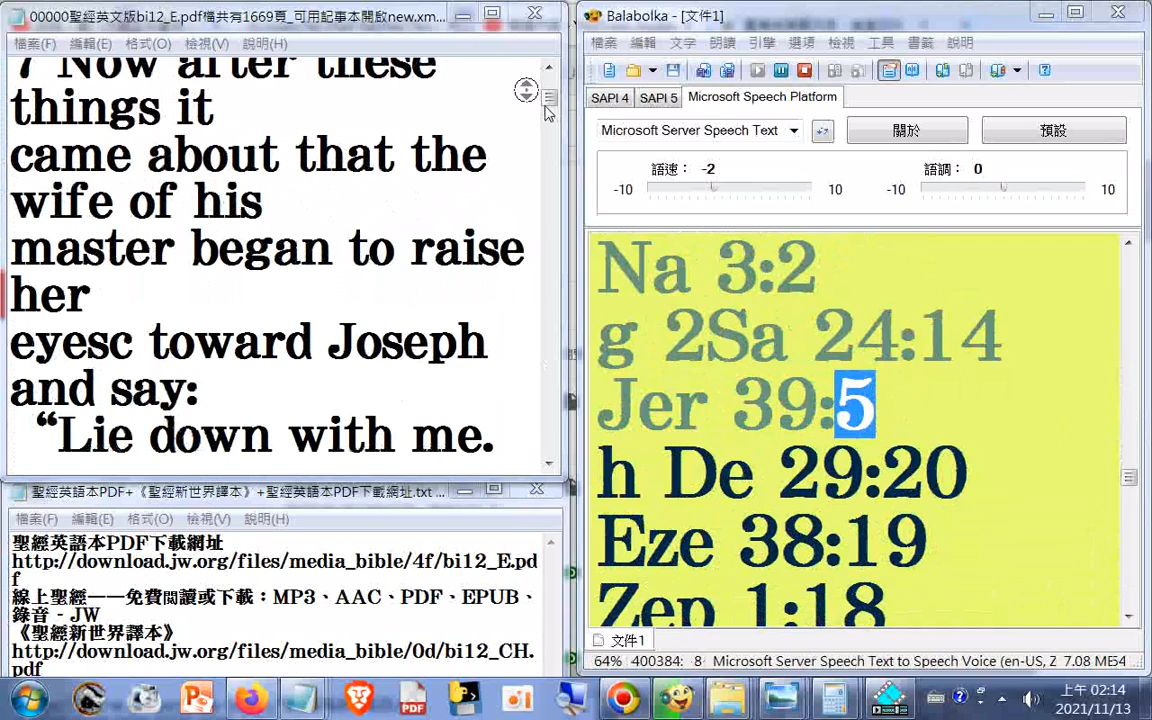 00000聖經英文版bi12_E.pdf檔共有1669頁_可用記事本開啟new.xm...
檔案(F) 編輯(E) 格式(O) 檢視(V) 說明(H)
7 Now after these
things it
came about that the
wife of his
master began to raise
her
eyesc toward Joseph
and say:
“Lie down with me.
聖經英語本PDF+《聖經新世界譯本》+聖經英語本PDF下載網址.txt ...
檔案(F) 編輯(E) 格式(O) 檢視(V) 說明(H)
聖經英語本PDF下載網址
http://download.jw.org/files/media_bible/4f/bi12_E.pd
f
線上聖經——免費閱讀或下載：MP3、AAC、PDF、EPUB、
錄音 - JW
《聖經新世界譯本》
http://download.jw.org/files/media_bible/0d/bi12_CH.
pdf
Balabolka - [文件1]
檔案 編輯 文字 朗讀 引擎 選項 檢視 工具 書籤 說明
SAPI 4 SAPI 5 Microsoft Speech Platform
Microsoft Server Speech Text 關於 預設
語速： -2 語調： 0
-10 10 -10 10
Na 3:2
g 2Sa 24:14
Jer 39:5
h De 29:20
Eze 38:19
Zep 1:18
文件1
64% 400384: 8 Microsoft Server Speech Text to Speech Voice (en-US, Z 7.08 ME54
PDF
上午 02:14
2021/11/13